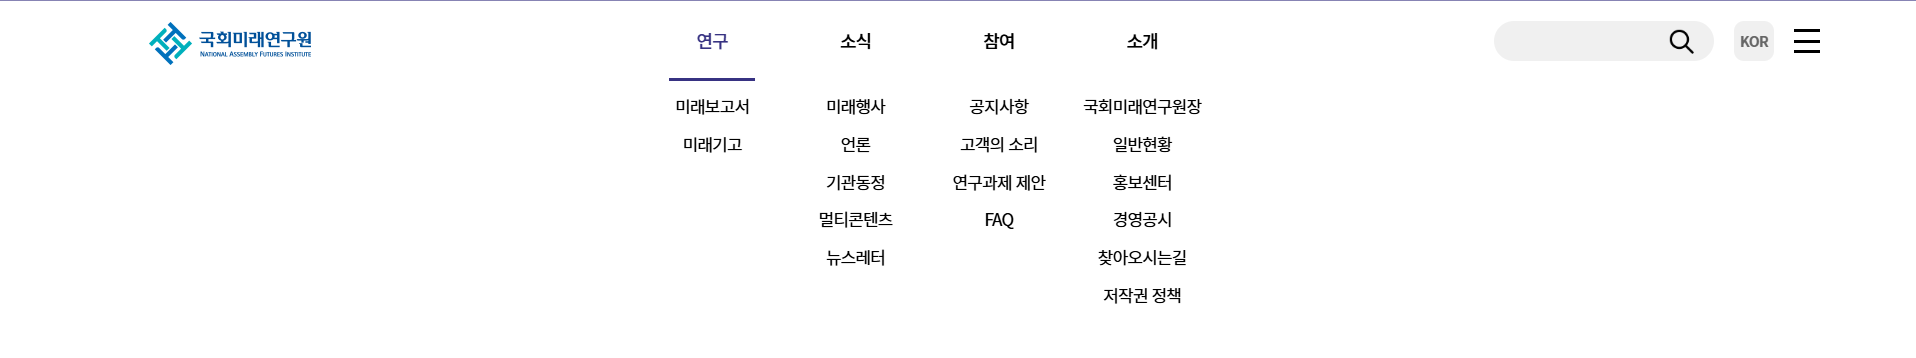 국회미래연구원
NATIONAL ASSEMBLY FUTURES INSTITUTE
연구
소식
참여
소개
KOR
미래보고서
미래기고
미래행사
언론
기관동정
멀티콘텐츠
뉴스레터
공지사항
고객의 소리
연구과제 제안
FAQ
국회미래연구원장
일반현황
홍보센터
경영공시
찾아오시는길
저작권 정책